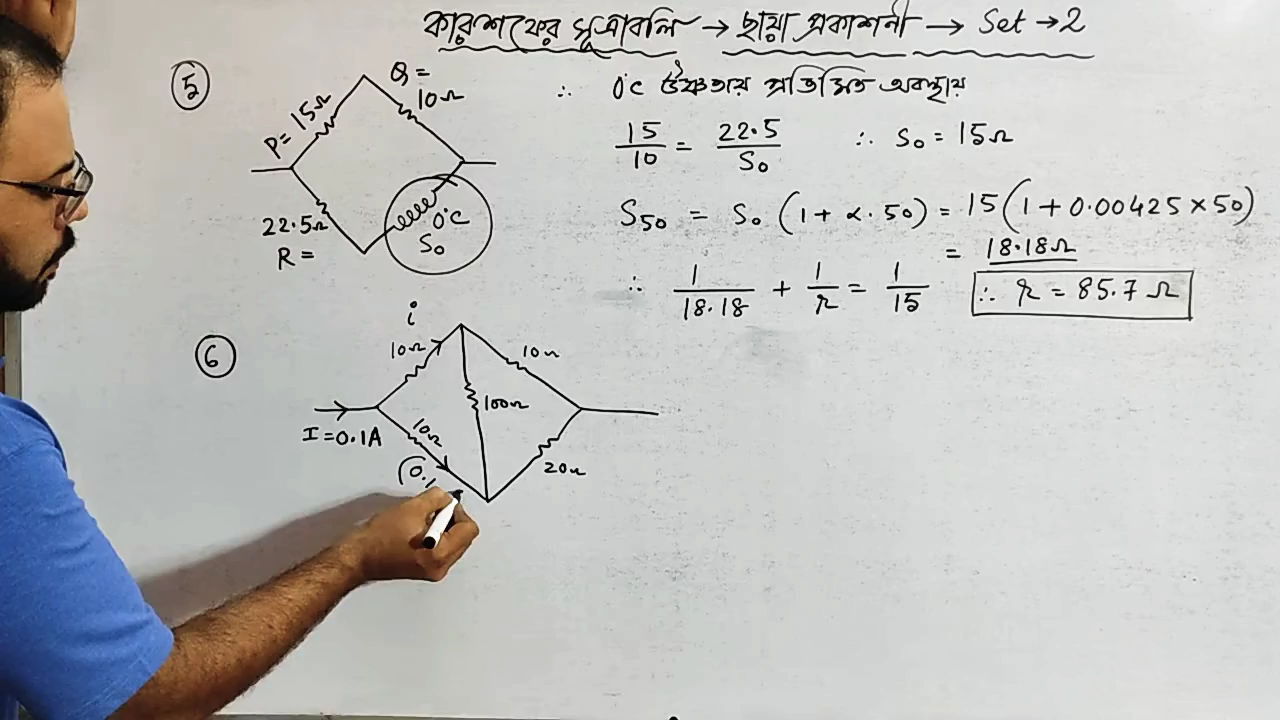 কারশফের সূত্রাবলি → ছায়া প্রকাশনী → Set → 2
5
P = 15Ω
Q =
10Ω
22.5Ω
R =
0°C
S₀
∴ 0°C উষ্ণতায় প্রতিমিত অবস্থায়
15/10 = 22.5/S₀ ∴ S₀ = 15Ω
S₅₀ = S₀ (1 + α. 50) = 15(1 + 0.00425 × 50)
= 18.18Ω
∴ 1/18.18 + 1/r = 1/15 ∴ r = 85.7 Ω
6
i
10Ω
10Ω
100Ω
I = 0.1A
10Ω
20Ω
(0.1